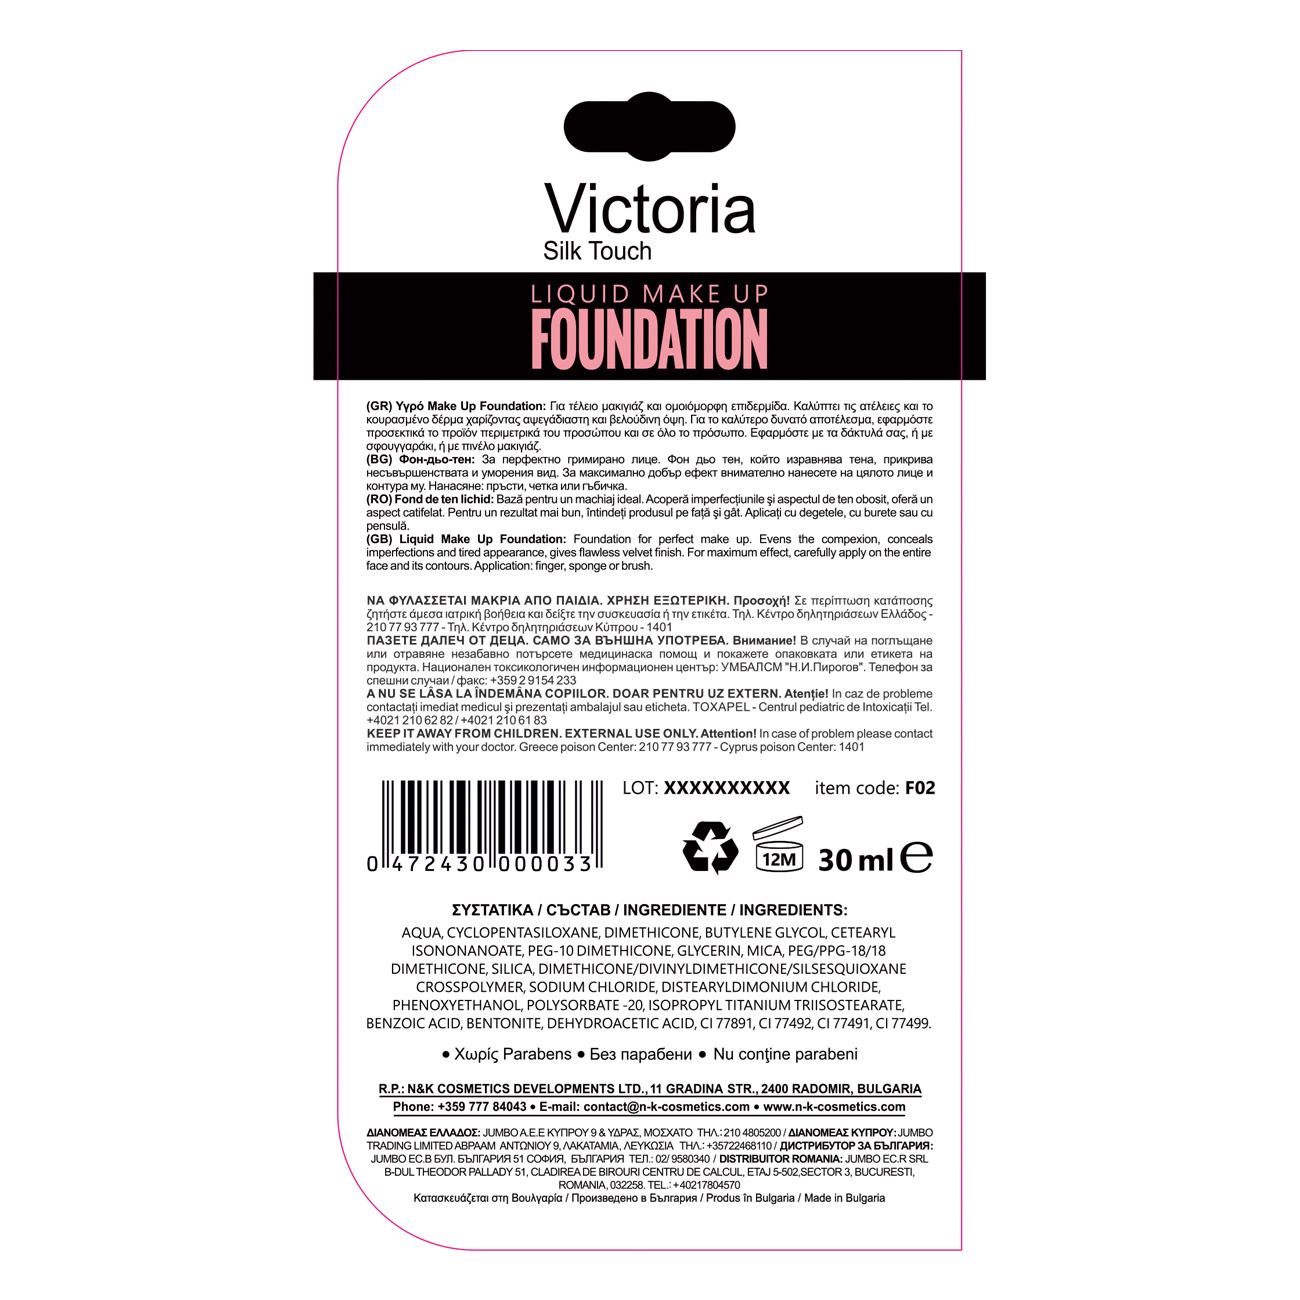 Victoria
Silk Touch
LIQUID MAKE UP
FOUNDATION
(GR) Υγρό Make Up Foundation: Για τέλειο μακιγιάζ και ομοιόμορφη επιδερμίδα. Καλύπτει τις ατέλειες και το
κουρασμένο δέρμα χαρίζοντας αψεγάδιαστη και βελούδινη όψη. Για το καλύτερο δυνατό αποτέλεσμα, εφαρμόστε
προσεκτικά το προϊόν περιμετρικά του προσώπου και σε όλο το πρόσωπο. Εφαρμόστε με τα δάκτυλά σας, ή με
σφουγγαράκι, ή με πινέλο μακιγιάζ.
(BG) Фон-дьо-тен: За перфектно гримирано лице. Фон дьо тен, който изравнява тена, прикрива
несъвършенствата и уморения вид. За максимално добър ефект внимателно нанесете на цялото лице и
контура му. Нанасяне: пръсти, четка или гъбичка.
(RO) Fond de ten lichid: Bază pentru un machiaj ideal. Acoperă imperfecțiunile şi aspectul de ten obosit, oferă un
aspect catifelat. Pentru un rezultat mai bun, întindeți produsul pe față şi gât. Aplicați cu degetele, cu burete sau cu
pensulă.
(GB) Liquid Make Up Foundation: Foundation for perfect make up. Evens the compexion, conceals
imperfections and tired appearance, gives flawless velvet finish. For maximum effect, carefully apply on the entire
face and its contours. Application: finger, sponge or brush.
ΝΑ ΦΥΛΑΣΣΕΤΑΙ ΜΑΚΡΙΑ ΑΠΟ ΠΑΙΔΙΑ. ΧΡΗΣΗ ΕΞΩΤΕΡΙΚΗ. Προσοχή! Σε περίπτωση κατάποσης
ζητήστε άμεσα ιατρική βοήθεια και δείξτε την συσκευασία ή την ετικέτα. Τηλ. Κέντρο δηλητηριάσεων Ελλάδος -
210 77 93 777 - Τηλ. Κέντρο δηλητηριάσεων Κύπρου - 1401
ПАЗЕТЕ ДАЛЕЧ ОТ ДЕЦА. САМО ЗА ВЪНШНА УПОТРЕБА. Внимание! В случай на поглъщане
или отравяне незабавно потърсете медицинаска помощ и покажете опаковката или етикета на
продукта. Национален токсикологичен информационен център: УМБАЛСМ "Н.И.Пирогов". Телефон за
спешни случаи / факс: +359 2 9154 233
A NU SE LĂSA LA ÎNDEMÂNA COPIILOR. DOAR PENTRU UZ EXTERN. Atenție! In caz de probleme
contactați imediat medicul şi prezentați ambalajul sau eticheta. TOXAPEL - Centrul pediatric de Intoxicații Tel.
+4021 210 62 82 / +4021 210 61 83
KEEP IT AWAY FROM CHILDREN. EXTERNAL USE ONLY. Attention! In case of problem please contact
immediately with your doctor. Greece poison Center: 210 77 93 777 - Cyprus poison Center: 1401
LOT: XXXXXXXXXX item code: F02
12M 30 ml e
0 472430 000033
ΣΥΣΤΑΤΙΚΑ / СЪСТАВ / INGREDIENTE / INGREDIENTS:
AQUA, CYCLOPENTASILOXANE, DIMETHICONE, BUTYLENE GLYCOL, CETEARYL
ISONONANOATE, PEG-10 DIMETHICONE, GLYCERIN, MICA, PEG/PPG-18/18
DIMETHICONE, SILICA, DIMETHICONE/DIVINYLDIMETHICONE/SILSESQUIOXANE
CROSSPOLYMER, SODIUM CHLORIDE, DISTEARYLDIMONIUM CHLORIDE,
PHENOXYETHANOL, POLYSORBATE -20, ISOPROPYL TITANIUM TRIISOSTEARATE,
BENZOIC ACID, BENTONITE, DEHYDROACETIC ACID, CI 77891, CI 77492, CI 77491, CI 77499.
• Χωρίς Parabens • Без парабени • Nu conţine parabeni
R.P.: N&K COSMETICS DEVELOPMENTS LTD., 11 GRADINA STR., 2400 RADOMIR, BULGARIA
Phone: +359 777 84043 • E-mail: contact@n-k-cosmetics.com • www.n-k-cosmetics.com
ΔΙΑΝΟΜΕΑΣ ΕΛΛΑΔΟΣ: JUMBO A.E.E ΚΥΠΡΟΥ 9 & ΥΔΡΑΣ, ΜΟΣΧΑΤΟ ΤΗΛ.: 210 4805200 / ΔΙΑΝΟΜΕΑΣ ΚΥΠΡΟΥ: JUMBO
TRADING LIMITED ΑΒΡΑΑΜ ΑΝΤΩΝΙΟΥ 9, ΛΑΚΑΤΑΜΙΑ, ΛΕΥΚΩΣΙΑ ΤΗΛ.: +35722468110 / ДИСТРИБУТОР ЗА БЪЛГАРИЯ:
JUMBO EC.B БУЛ. БЪЛГАРИЯ 51 СОФИЯ, БЪЛГАРИЯ ТЕЛ.: 02/ 9580340 / DISTRIBUITOR ROMANIA: JUMBO EC.R SRL
B-DUL THEODOR PALLADY 51, CLADIREA DE BIROURI CENTRU DE CALCUL, ETAJ 5-502,SECTOR 3, BUCURESTI,
ROMANIA, 032258. TEL.: +40217804570
Κατασκευάζεται στη Βουλγαρία / Произведено в България / Produs în Bulgaria / Made in Bulgaria